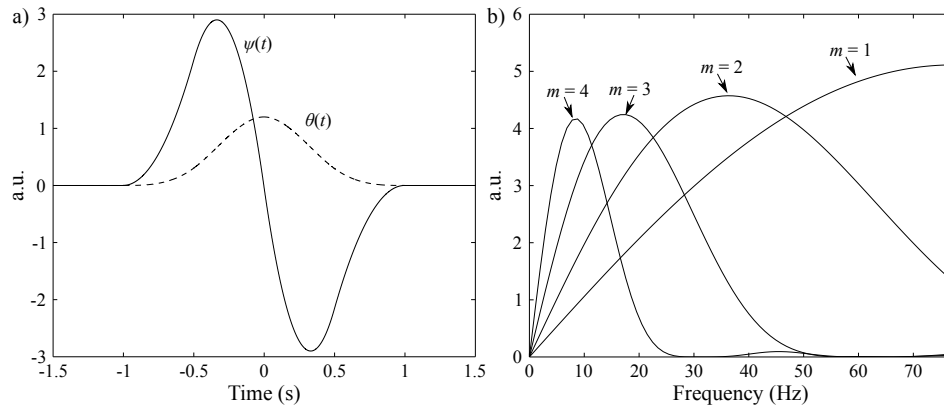 a)
3
2
1
0
-1
-2
-3
a.u.
ψ(t)
θ(t)
-1.5 -1 -0.5 0 0.5 1 1.5
Time (s)
b)
6
5
4
3
2
1
0
a.u.
m = 4
m = 3
m = 2
m = 1
0 10 20 30 40 50 60 70
Frequency (Hz)